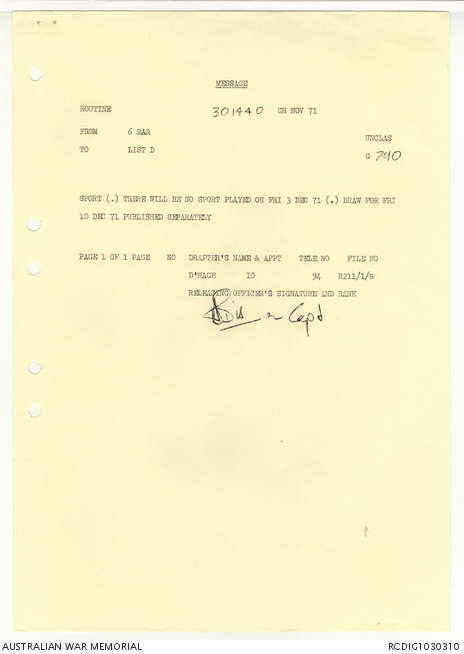 MESSAGE
ROUTINE 301440 GH NOV 71
FROM 6 RAR UNCLAS
TO LIST D G 740
SPORT (.) THERE WILL BE NO SPORT PLAYED ON FRI 3 DEC 71 (.) DRAW FOR FRI
10 DEC 71 PUBLISHED SEPARATELY
PAGE 1 OF 1 PAGE NO DRAFTER'S NAME & APPT TELE NO FILE NO
D'HAGE IO 94 R211/1/8
RELEASING OFFICER'S SIGNATURE AND RANK
Capt
AUSTRALIAN WAR MEMORIAL RCDIG1030310